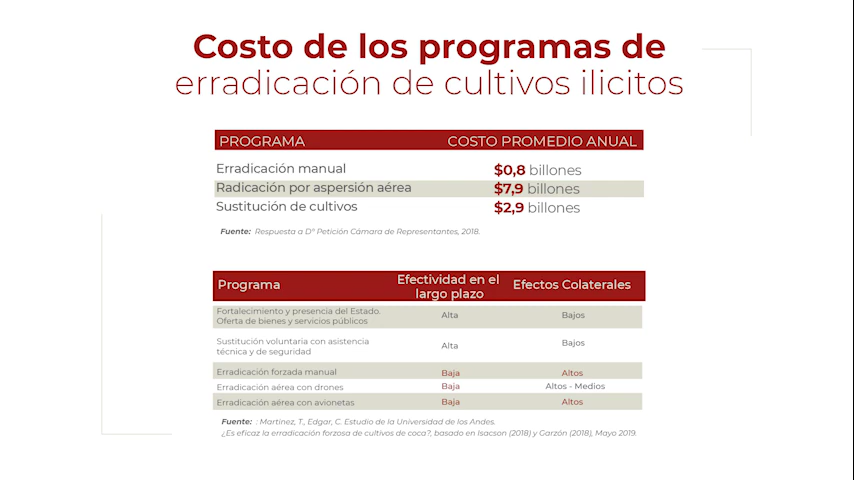 Costo de los programas de
erradicación de cultivos ilicitos
PROGRAMA COSTO PROMEDIO ANUAL
Erradicación manual $0,8 billones
Radicación por aspersión aérea $7,9 billones
Sustitución de cultivos $2,9 billones
Fuente: Respuesta a Dº Petición Cámara de Representantes, 2018.
Programa Efectividad en el largo plazo Efectos Colaterales
Fortalecimiento y presencia del Estado.
Oferta de bienes y servicios públicos Alta Bajos
Sustitución voluntaria con asistencia
técnica y de seguridad Alta Bajos
Erradicación forzada manual Baja Altos
Erradicación aérea con drones Baja Altos - Medios
Erradicación aérea con avionetas Baja Altos
Fuente: : Martinez, T., Edgar, C. Estudio de la Universidad de los Andes.
¿Es eficaz la erradicación forzosa de cultivos de coca?, basado en Isacson (2018) y Garzón (2018), Mayo 2019.